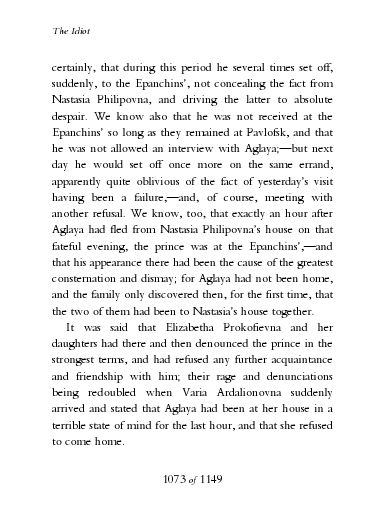 The Idiot
certainly, that during this period he several times set off,
suddenly, to the Epanchins', not concealing the fact from
Nastasia Philipovna, and driving the latter to absolute
despair. We know also that he was not received at the
Epanchins' so long as they remained at Pavlofsk, and that
he was not allowed an interview with Aglaya;—but next
day he would set off once more on the same errand,
apparently quite oblivious of the fact of yesterday's visit
having been a failure,—and, of course, meeting with
another refusal. We know, too, that exactly an hour after
Aglaya had fled from Nastasia Philipovna's house on that
fateful evening, the prince was at the Epanchins',—and
that his appearance there had been the cause of the greatest
consternation and dismay; for Aglaya had not been home,
and the family only discovered then, for the first time, that
the two of them had been to Nastasia's house together.
It was said that Elizabetha Prokofievna and her
daughters had there and then denounced the prince in the
strongest terms, and had refused any further acquaintance
and friendship with him; their rage and denunciations
being redoubled when Varia Ardalionovna suddenly
arrived and stated that Aglaya had been at her house in a
terrible state of mind for the last hour, and that she refused
to come home.
1073 of 1149